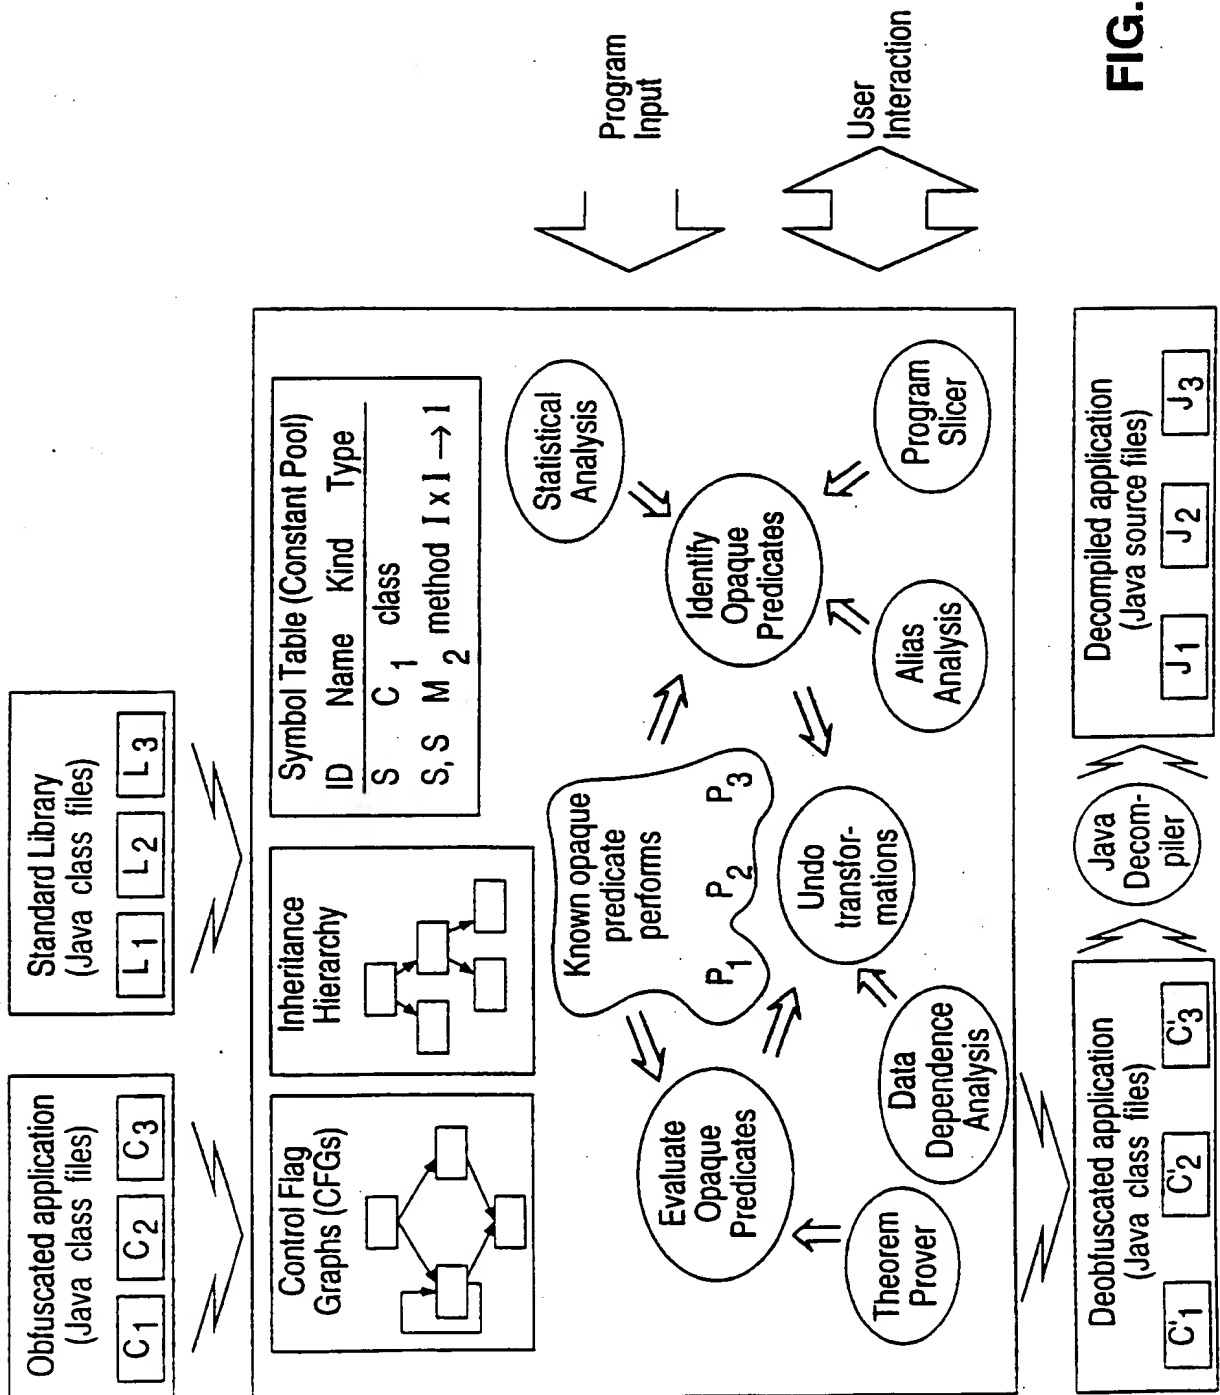 Obfuscated application
(Java class files)
C1 C2 C3
Standard Library
(Java class files)
L1 L2 L3
Control Flag
Graphs (CFGs)
Inheritance
Hierarchy
Symbol Table (Constant Pool)
ID Name Kind Type
S C1 class
S, S M2 method I x I → 1
Program
Input
User
Interaction
Known opaque
predicate
performs
P1 P2 P3
Statistical
Analysis
Evaluate
Opaque
Predicates
Identify
Opaque
Predicates
Undo
transfor-
mations
Theorem
Prover
Data
Dependence
Analysis
Alias
Analysis
Program
Slicer
Deobfuscated application
(Java class files)
C'1 C'2 C'3
Java
Decom-
piler
Decompiled application
(Java source files)
J1 J2 J3
FIG.